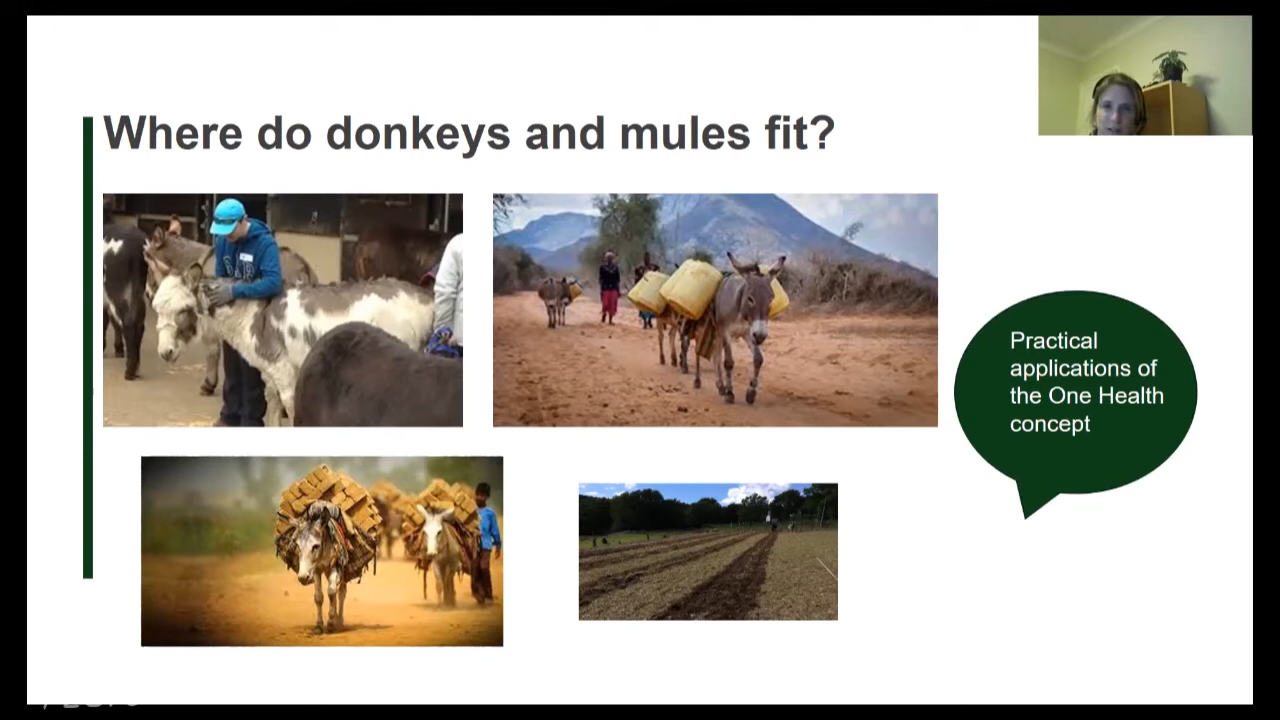 Where do donkeys and mules fit?
Practical
applications of
the One Health
concept